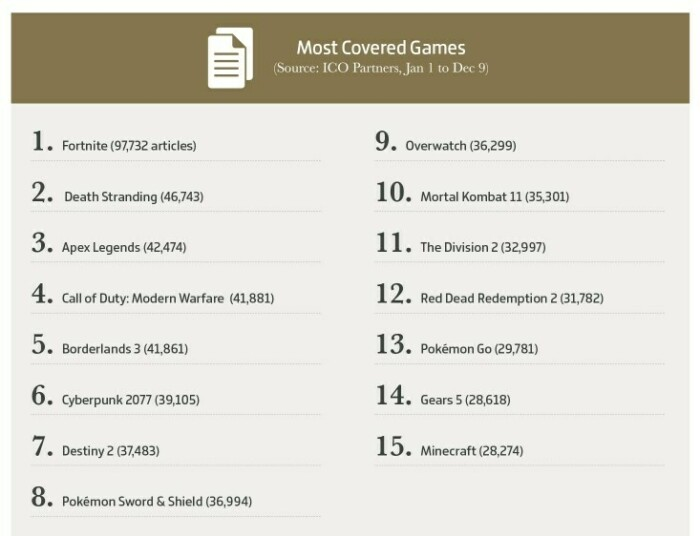 Most Covered Games
(Source: ICO Partners, Jan 1 to Dec 9)
1. Fortnite (97,732 articles)
2. Death Stranding (46,743)
3. Apex Legends (42,474)
4. Call of Duty: Modern Warfare (41,881)
5. Borderlands 3 (41,861)
6. Cyberpunk 2077 (39,105)
7. Destiny 2 (37,483)
8. Pokémon Sword & Shield (36,994)
9. Overwatch (36,299)
10. Mortal Kombat 11 (35,301)
11. The Division 2 (32,997)
12. Red Dead Redemption 2 (31,782)
13. Pokémon Go (29,781)
14. Gears 5 (28,618)
15. Minecraft (28,274)